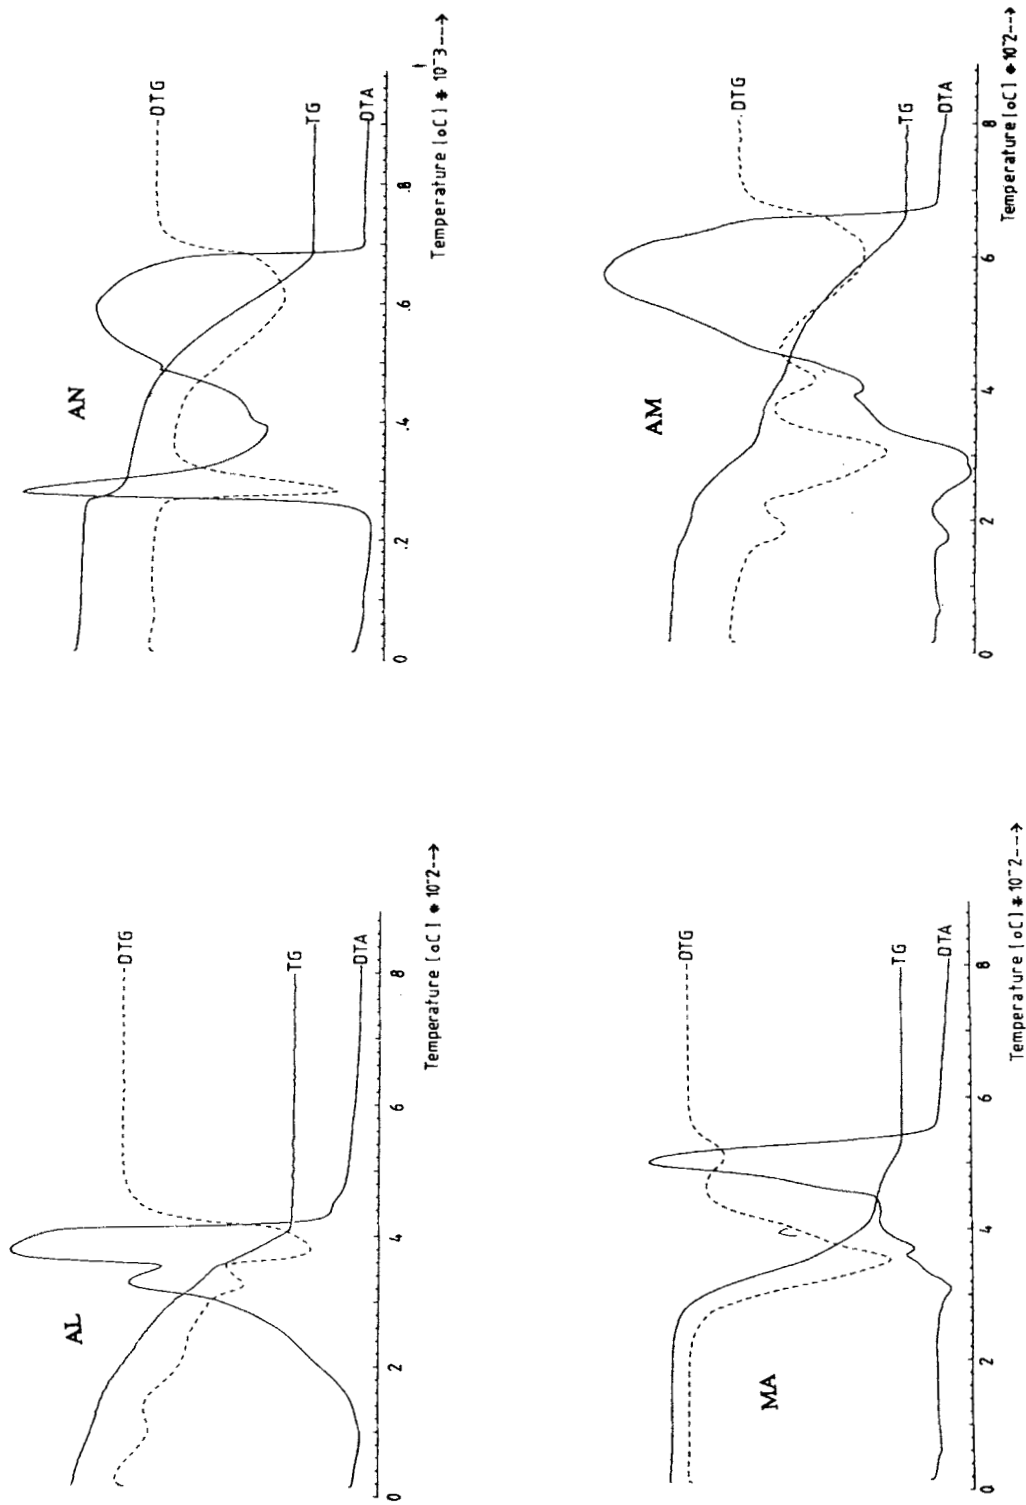 AN
DTG
TG
DTA
0 .2 .4 .6 .8
Temperature [oC] * 10^-3--->
AM
DTG
TG
DTA
0 2 4 6 8
Temperature [oC] * 10^-2--->
AL
DTG
TG
DTA
0 2 4 6 8
Temperature [oC] * 10^-2--->
MA
DTG
TG
DTA
0 2 4 6 8
Temperature [oC] * 10^-2--->